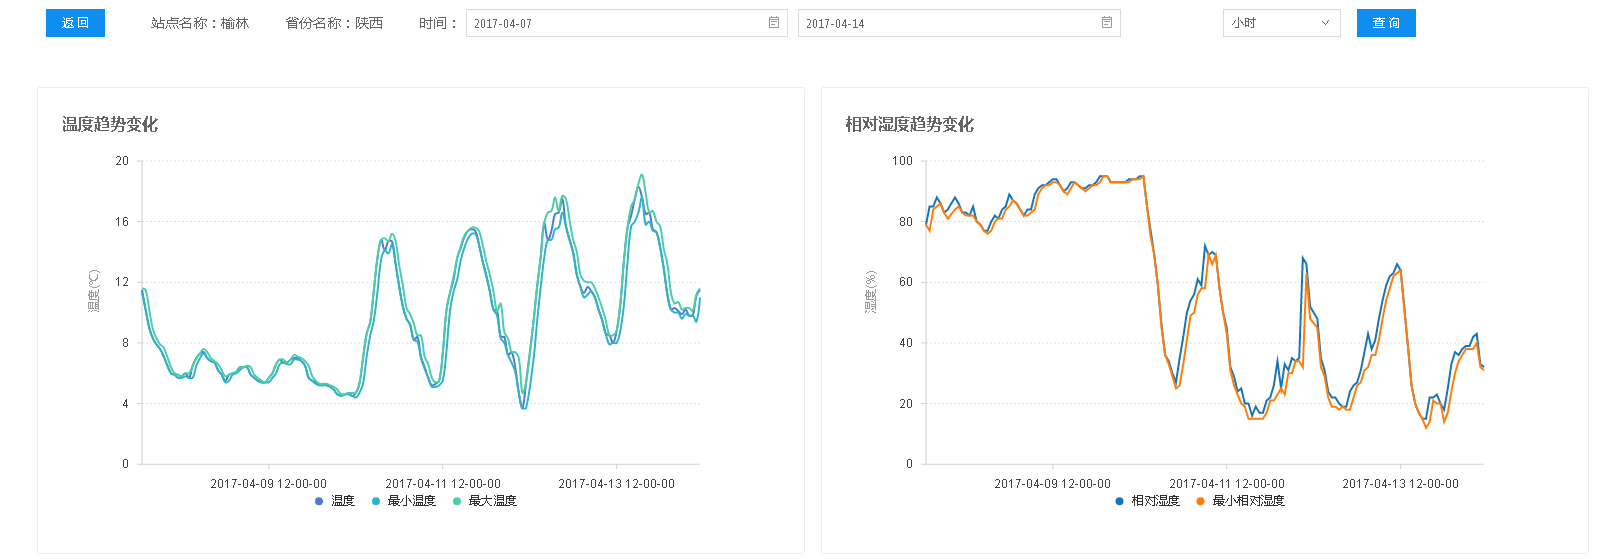 返 回 站点名称：榆林 省份名称：陕西 时间： 2017-04-07 2017-04-14 小时 查 询
温度趋势变化
20
16
12
8
4
0
温度(℃)
2017-04-09 12-00-00 2017-04-11 12-00-00 2017-04-13 12-00-00
温度 最小温度 最大温度
相对湿度趋势变化
100
80
60
40
20
0
湿度(%)
2017-04-09 12-00-00 2017-04-11 12-00-00 2017-04-13 12-00-00
相对湿度 最小相对湿度